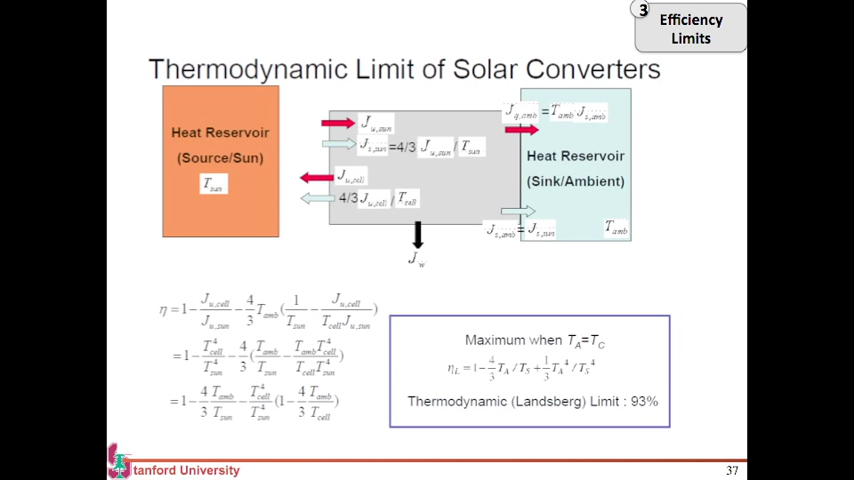 3
Efficiency
Limits
Thermodynamic Limit of Solar Converters
Heat Reservoir
(Source/Sun)
T_sun
J_u,sun
J_s,sun =4/3 J_u,sun / T_sun
J_u,cell
4/3 J_u,cell / T_cell
J_w
J_q,amb = T_amb J_s,amb
Heat Reservoir
(Sink/Ambient)
J_s,amb = J_s,sun
T_amb
η = 1 − J_u,cell / J_u,sun − 4/3 T_amb (1/T_sun − J_u,cell / T_cell J_u,sun)
= 1 − T_cell^4 / T_sun^4 − 4/3 (T_amb / T_sun − T_amb T_cell^4 / T_cell T_sun^4)
= 1 − 4/3 T_amb / T_sun − T_cell^4 / T_sun^4 (1 − 4/3 T_amb / T_cell)
Maximum when T_A=T_C
η_L = 1 − 4/3 T_A / T_S + 1/3 T_A^4 / T_S^4
Thermodynamic (Landsberg) Limit : 93%
Stanford University
37